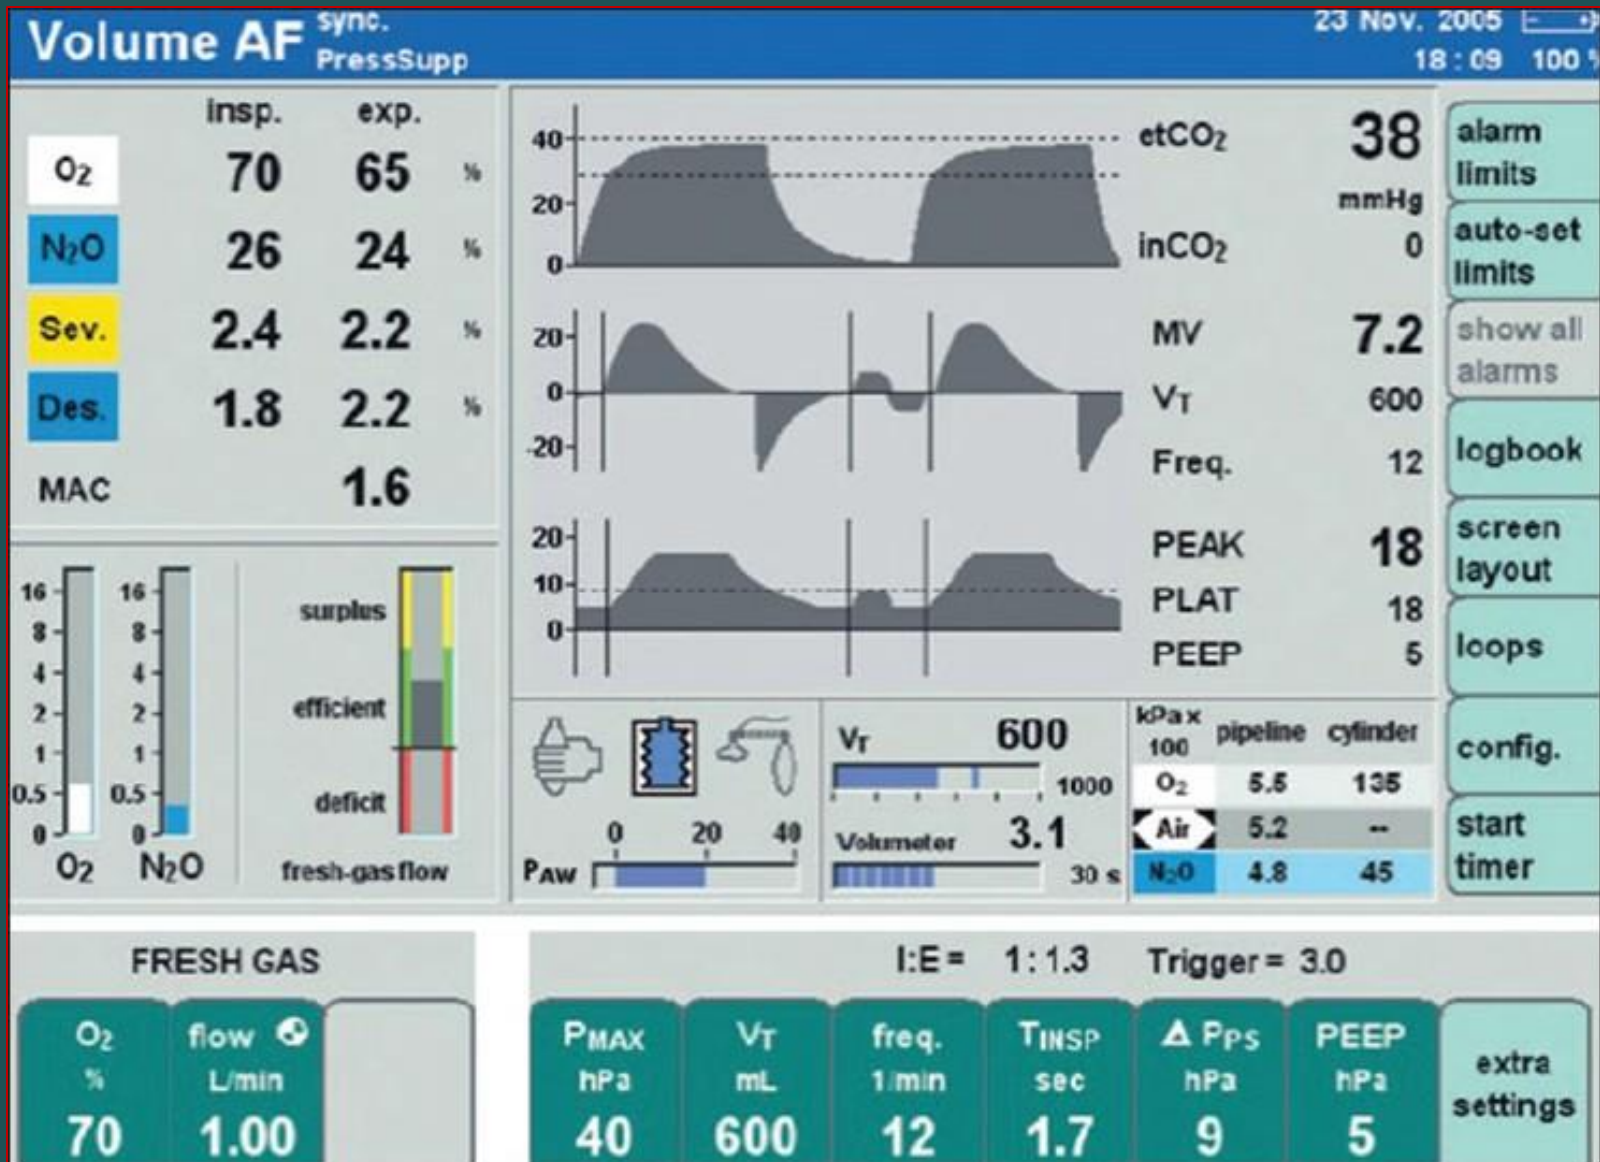 Volume AF sync.
PressSupp
23 Nov. 2005
18 : 09 100 %
insp. exp.
O₂ 70 65 %
N₂O 26 24 %
Sev. 2.4 2.2 %
Des. 1.8 2.2 %
MAC 1.6
16
8
4
2
1
0.5
0
O₂
16
8
4
2
1
0.5
0
N₂O
surplus
efficient
deficit
fresh-gas flow
40
20
0
etCO₂ 38
mmHg
inCO₂ 0
20
0
-20
MV 7.2
VT 600
Freq. 12
20
10
0
PEAK 18
PLAT 18
PEEP 5
0 20 40
PAW
VT 600
1000
Volumeter 3.1
30 s
kPa x
100 pipeline cylinder
O₂ 5.5 135
Air 5.2 --
N₂O 4.8 45
alarm
limits
auto-set
limits
show all
alarms
logbook
screen
layout
loops
config.
start
timer
FRESH GAS
O₂
%
70
flow
L/min
1.00
I:E = 1 : 1.3 Trigger = 3.0
PMAX
hPa
40
VT
mL
600
freq.
1/min
12
TINSP
sec
1.7
Δ PPS
hPa
9
PEEP
hPa
5
extra
settings